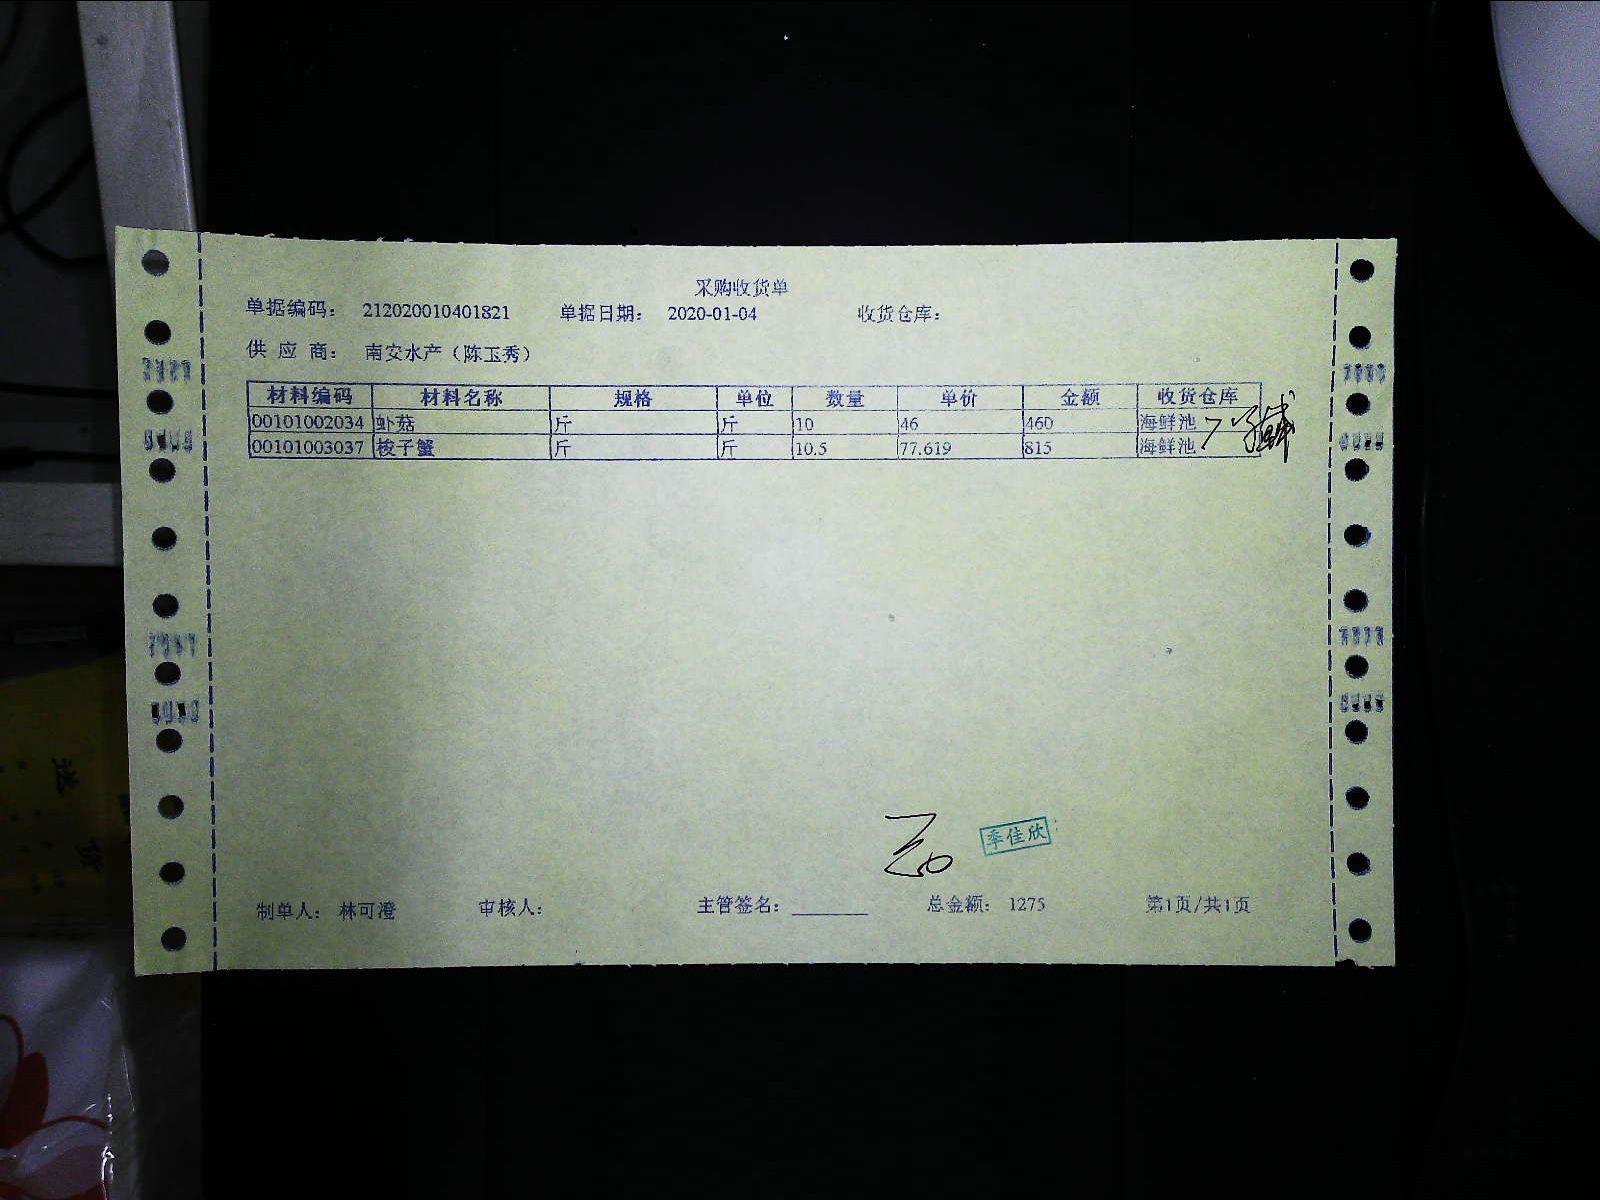 采购收货单
单据编码： 212020010401821 单据日期： 2020-01-04 收货仓库：
供 应 商： 南安水产（陈玉秀）
材料编码 材料名称 规格 单位 数量 单价 金额 收货仓库
00101002034 虾菇 斤 斤 10 46 460 海鲜池
00101003037 梭子蟹 斤 斤 10.5 77.619 815 海鲜池
季佳欣
制单人： 林可澄 审核人： 主管签名： 总金额： 1275 第1页/共1页
送
货